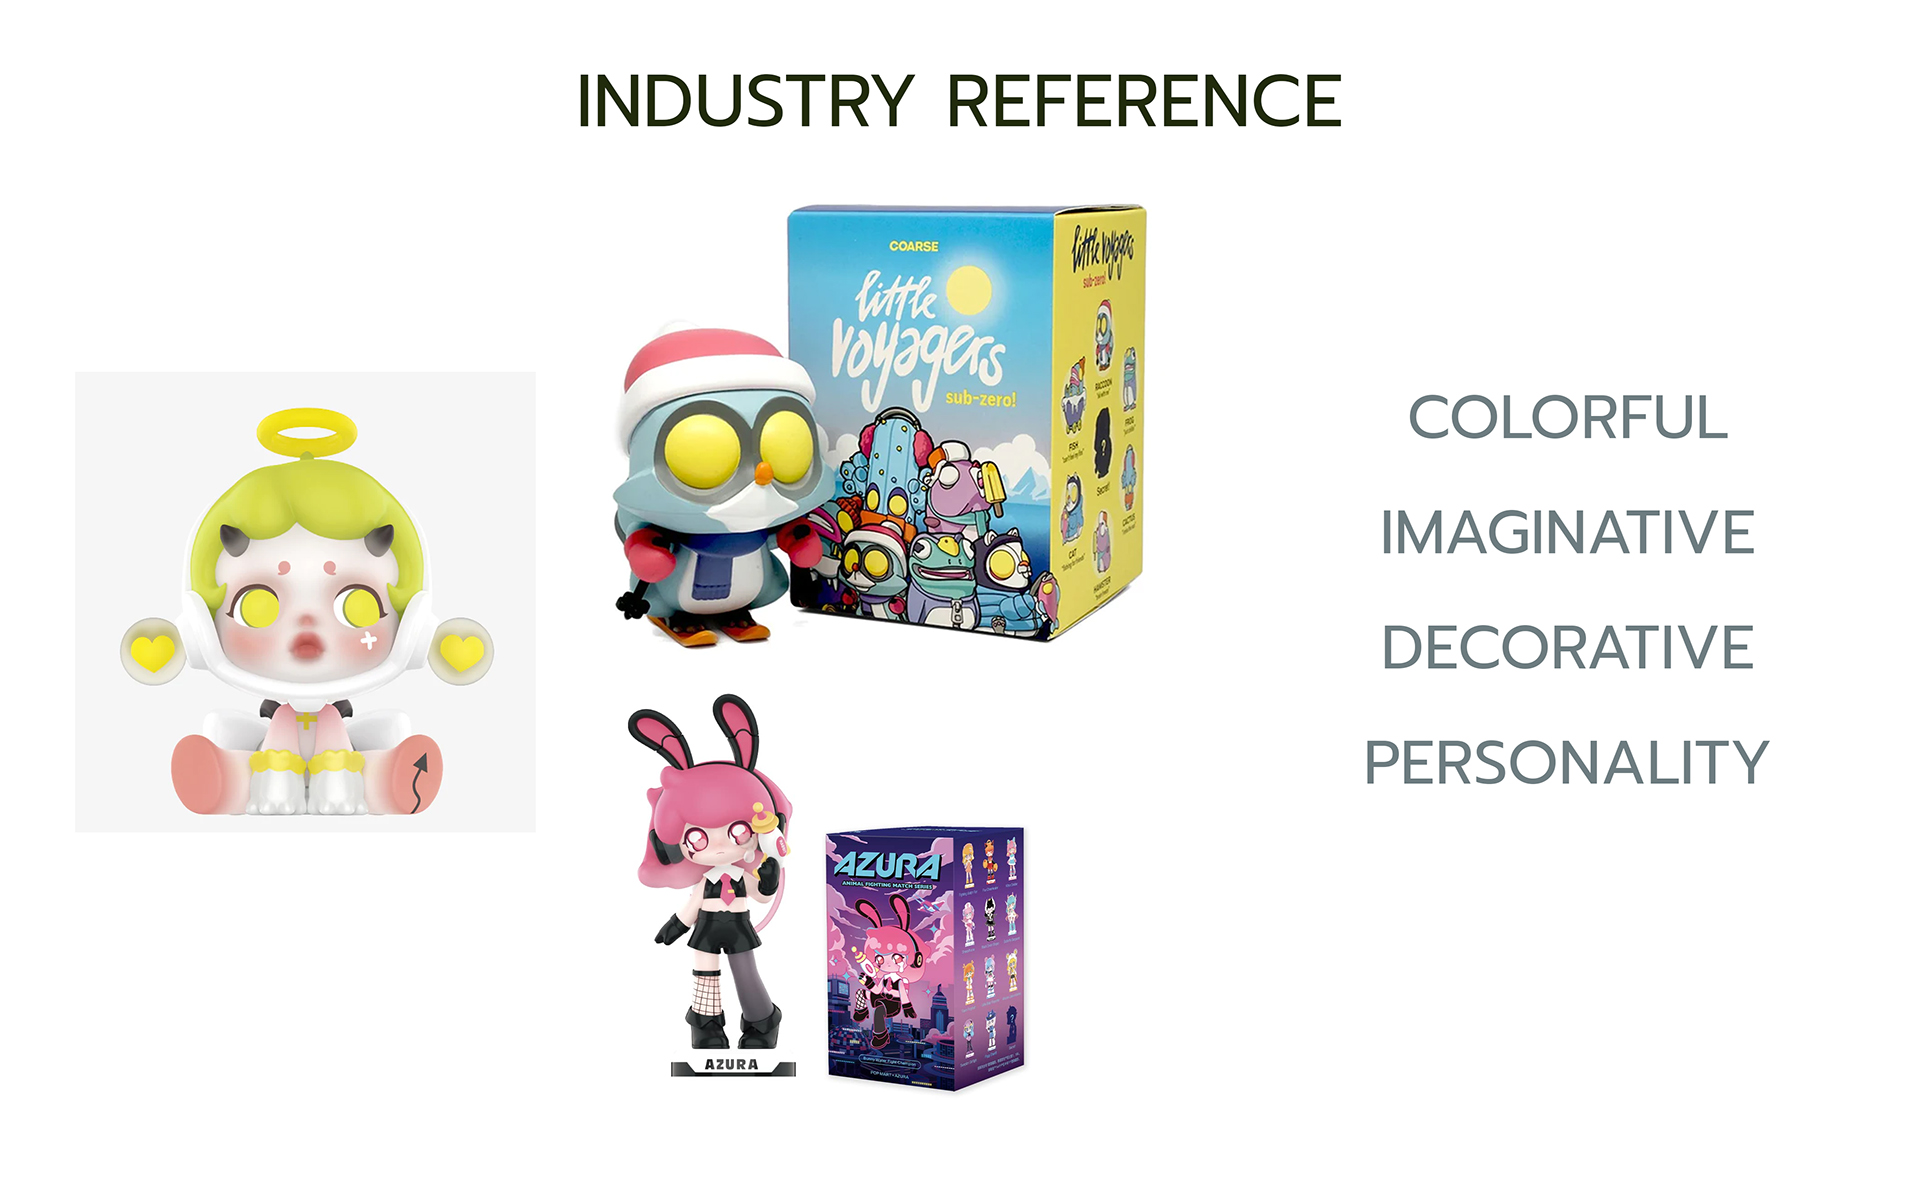 INDUSTRY REFERENCE
COARSE
little
voyagers
sub-zero!
little voyagers
sub-zero!
RACCOON
FROG
FISH
?
Secret!
CACTUS
CAT
HAMSTER
COLORFUL
IMAGINATIVE
DECORATIVE
PERSONALITY
AZURA
ANIMAL FIGHTING MATCH SERIES
POP MART × AZURA
AZURA